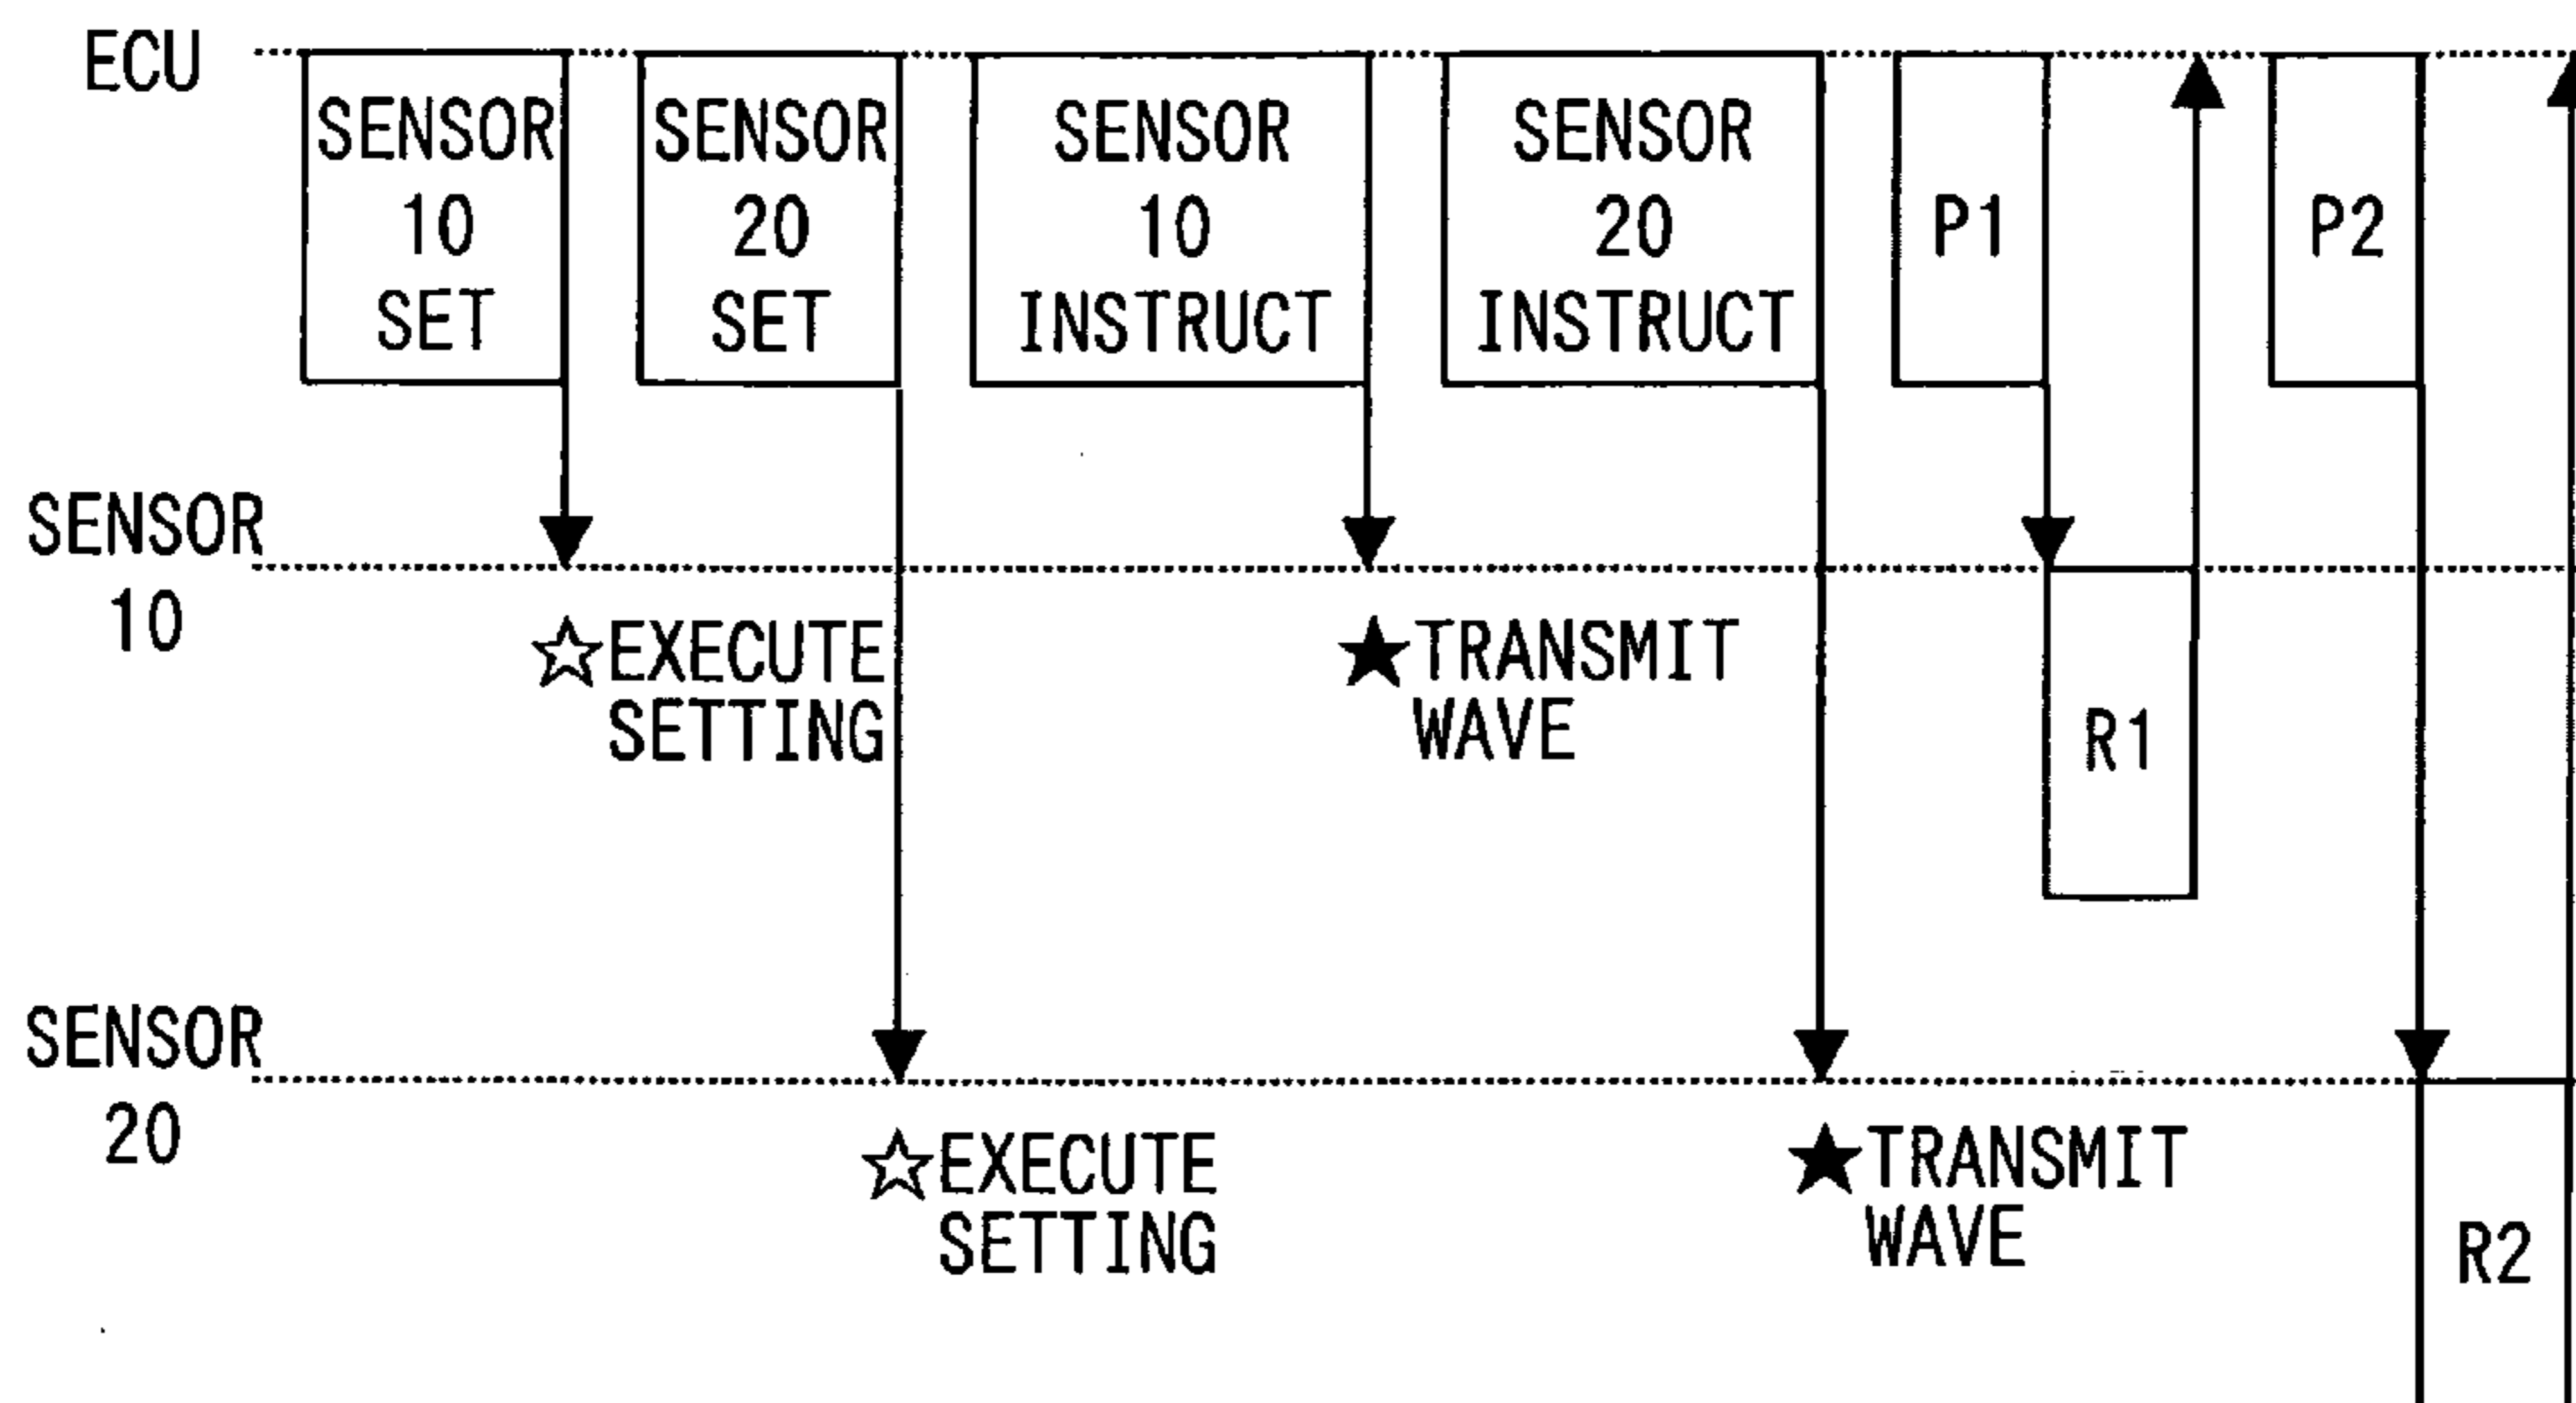 ECU
SENSOR
10
SET
SENSOR
20
SET
SENSOR
10
INSTRUCT
SENSOR
20
INSTRUCT
P1
P2
SENSOR
10
☆EXECUTE
SETTING
★TRANSMIT
WAVE
R1
SENSOR
20
☆EXECUTE
SETTING
★TRANSMIT
WAVE
R2